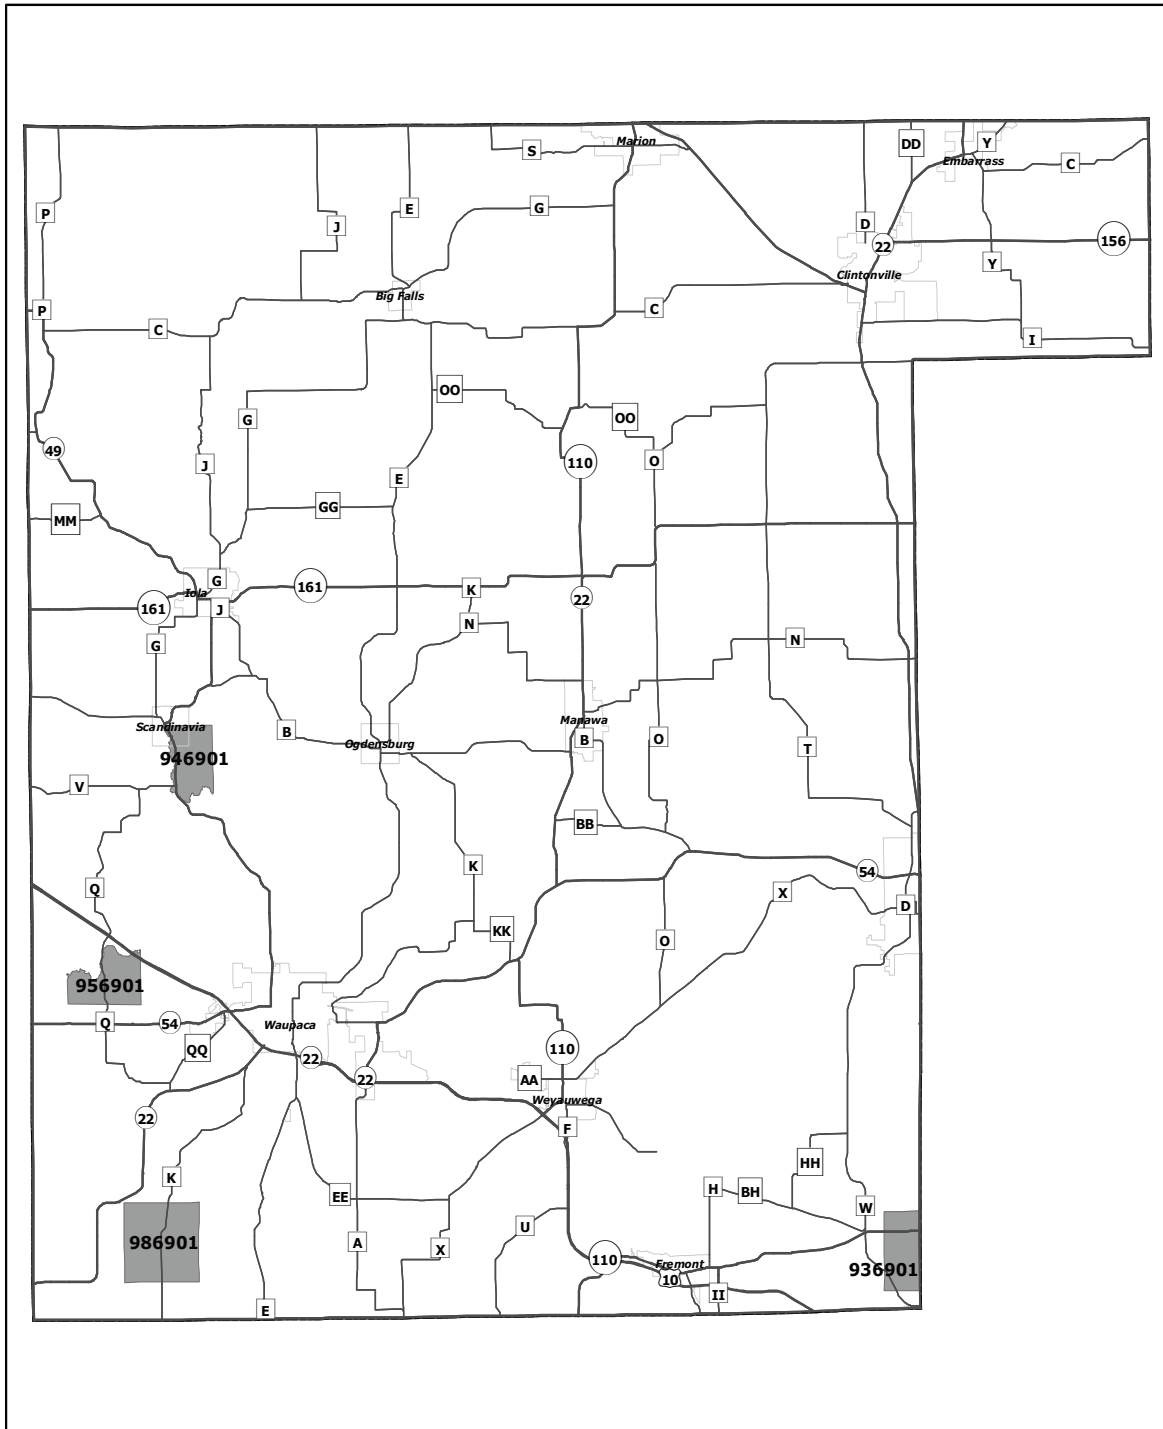 S
Marion
DD
Y
Embarrass
C
P
J
E
G
D
22
156
Y
Clintonville
Big Falls
P
C
C
I
OO
G
OO
49
J
110
O
E
GG
MM
G
161
K
22
Iola
161
J
N
G
N
Scandinavia
B
Ogdensburg
Manawa
B
O
T
946901
V
BB
K
54
Q
X
D
KK
O
956901
Q
54
Waupaca
QQ
22
110
22
AA
Weyauwega
22
F
K
HH
EE
H
BH
W
U
986901
A
X
110
Fremont
10
936901
II
E